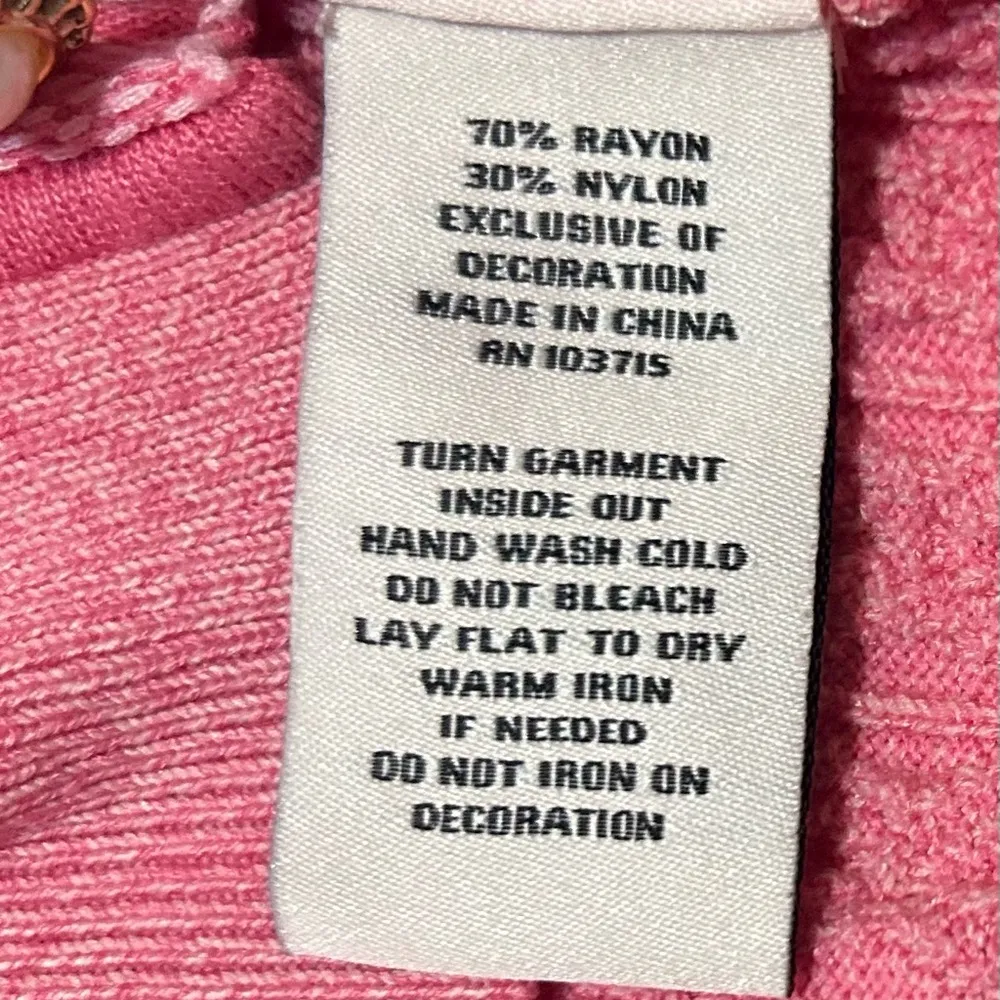 70% RAYON
30% NYLON
EXCLUSIVE OF
DECORATION
MADE IN CHINA
RN 103715
TURN GARMENT
INSIDE OUT
HAND WASH COLD
DO NOT BLEACH
LAY FLAT TO DRY
WARM IRON
IF NEEDED
DO NOT IRON ON
DECORATION